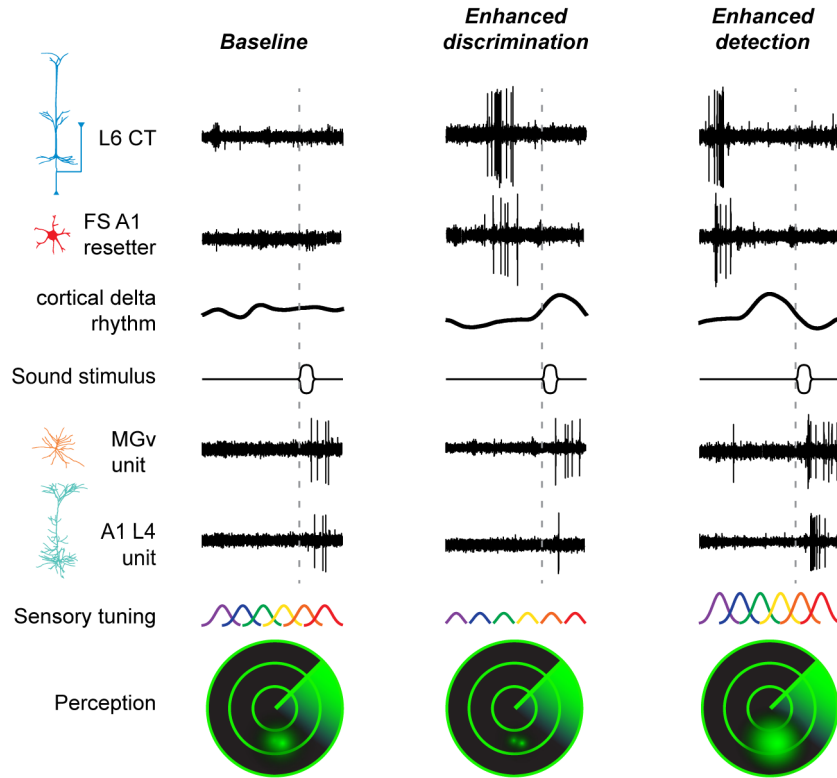 Baseline
Enhanced
discrimination
Enhanced
detection
L6 CT
FS A1
resetter
cortical delta
rhythm
Sound stimulus
MGv
unit
A1 L4
unit
Sensory tuning
Perception